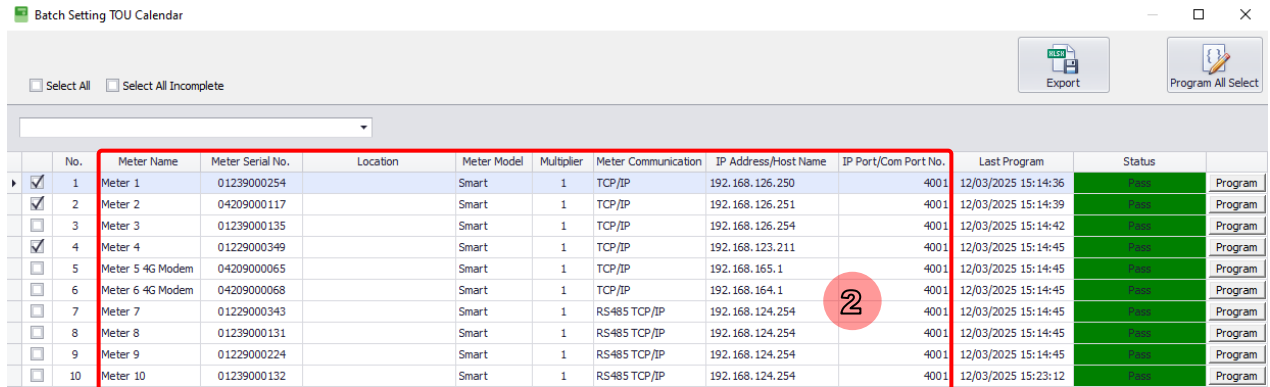 Batch Setting TOU Calendar
Select All Select All Incomplete XLSX Export { } Program All Select
No. Meter Name Meter Serial No. Location Meter Model Multiplier Meter Communication IP Address/Host Name IP Port/Com Port No. Last Program Status
1 Meter 1 01239000254 Smart 1 TCP/IP 192.168.126.250 4001 12/03/2025 15:14:36 Pass Program
2 Meter 2 04209000117 Smart 1 TCP/IP 192.168.126.251 4001 12/03/2025 15:14:39 Pass Program
3 Meter 3 01239000135 Smart 1 TCP/IP 192.168.126.254 4001 12/03/2025 15:14:42 Pass Program
4 Meter 4 01229000349 Smart 1 TCP/IP 192.168.123.211 4001 12/03/2025 15:14:45 Pass Program
5 Meter 5 4G Modem 04209000065 Smart 1 TCP/IP 192.168.165.1 4001 12/03/2025 15:14:45 Pass Program
6 Meter 6 4G Modem 04209000068 Smart 1 TCP/IP 192.168.164.1 4001 12/03/2025 15:14:45 Pass Program
2
7 Meter 7 01229000343 Smart 1 RS485 TCP/IP 192.168.124.254 4001 12/03/2025 15:14:45 Pass Program
8 Meter 8 01239000131 Smart 1 RS485 TCP/IP 192.168.124.254 4001 12/03/2025 15:14:45 Pass Program
9 Meter 9 01229000224 Smart 1 RS485 TCP/IP 192.168.124.254 4001 12/03/2025 15:14:45 Pass Program
10 Meter 10 01239000132 Smart 1 RS485 TCP/IP 192.168.124.254 4001 12/03/2025 15:23:12 Pass Program